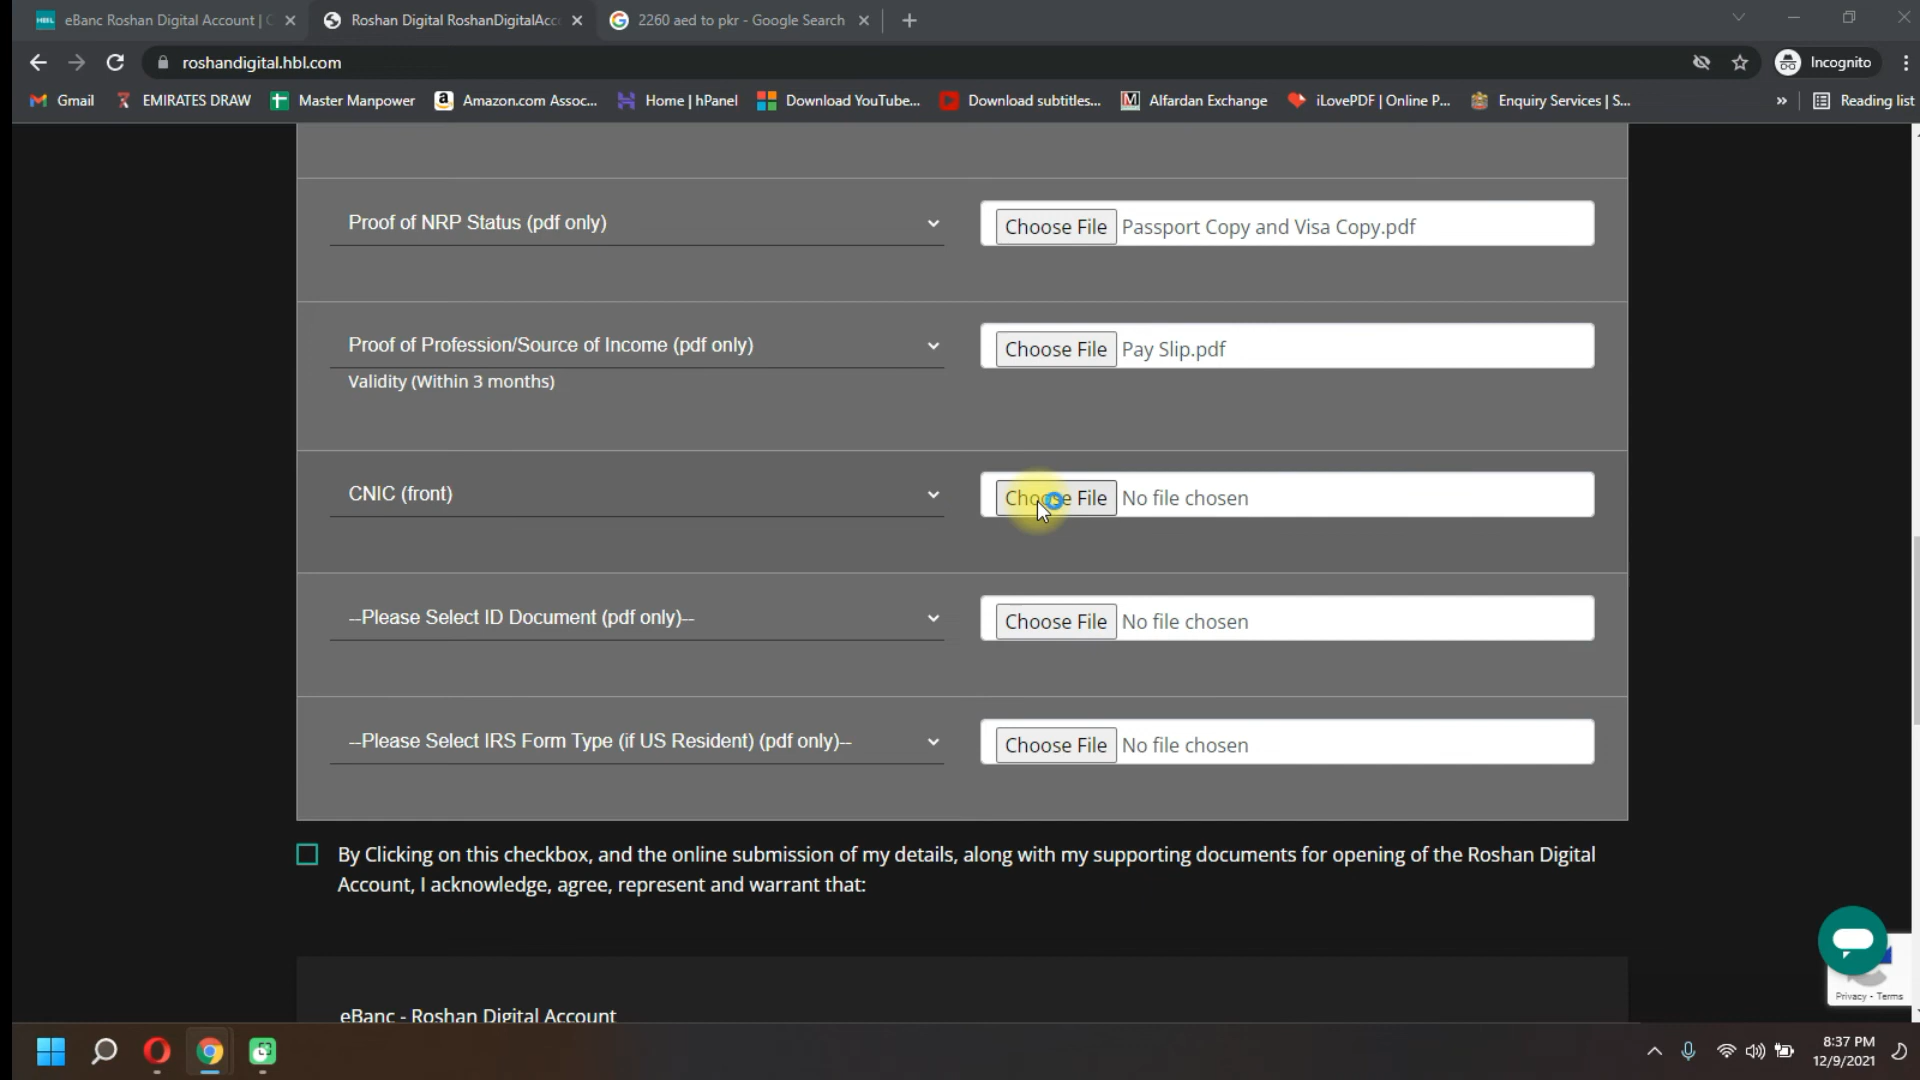 eBanc Roshan Digital Account | C
Roshan Digital RoshanDigitalAcc
2260 aed to pkr - Google Search
roshandigital.hbl.com
Incognito
Gmail
EMIRATES DRAW
Master Manpower
Amazon.com Assoc...
Home | hPanel
Download YouTube...
Download subtitles...
Alfardan Exchange
iLovePDF | Online P...
Enquiry Services | S...
»
Reading list
Proof of NRP Status (pdf only)
Choose File Passport Copy and Visa Copy.pdf
Proof of Profession/Source of Income (pdf only)
Choose File Pay Slip.pdf
Validity (Within 3 months)
CNIC (front)
Choose File No file chosen
--Please Select ID Document (pdf only)--
Choose File No file chosen
--Please Select IRS Form Type (if US Resident) (pdf only)--
Choose File No file chosen
By Clicking on this checkbox, and the online submission of my details, along with my supporting documents for opening of the Roshan Digital
Account, I acknowledge, agree, represent and warrant that:
Privacy - Terms
eBanc - Roshan Digital Account
8:37 PM
12/9/2021